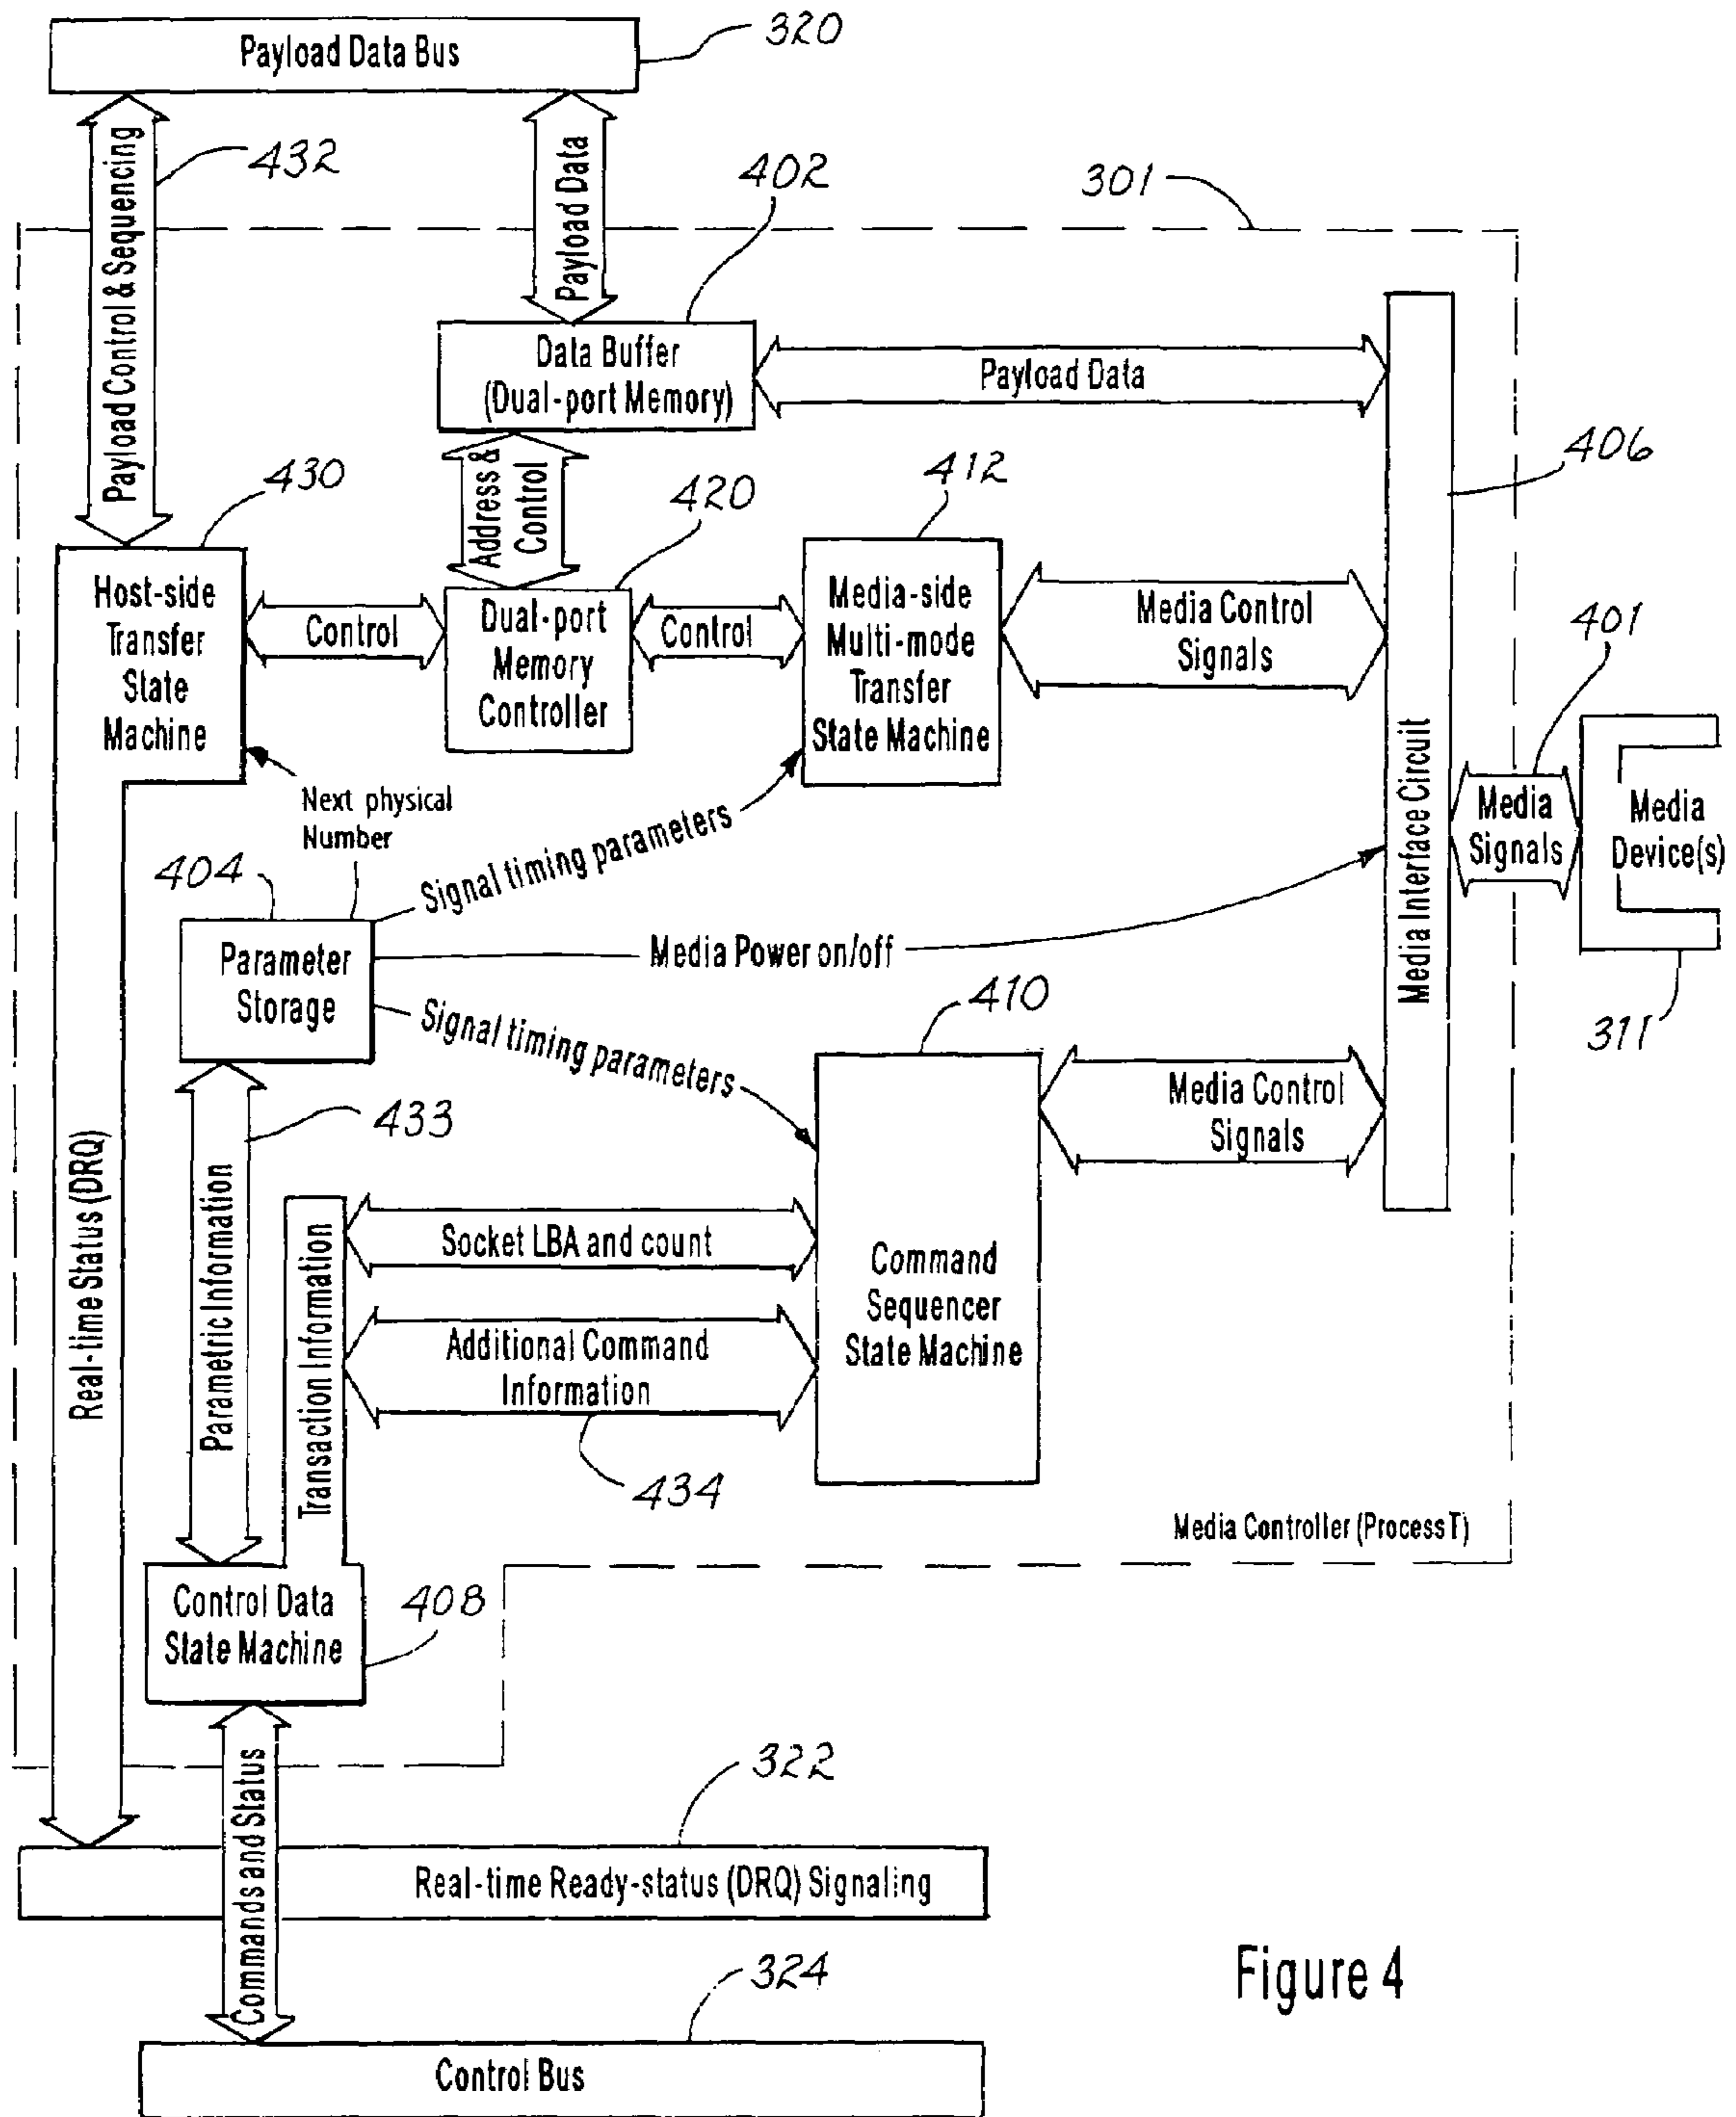 Payload Data Bus
320
Payload Control & Sequencing
432
Payload Data
402
301
Data Buffer
(Dual-port Memory)
Payload Data
406
Address &
Control
430
420
412
Host-side
Transfer
State
Machine
Control
Dual-port
Memory
Controller
Control
Media-side
Multi-mode
Transfer
State Machine
Media Control
Signals
401
Media Interface Circuit
Media
Signals
Media
Device(s)
311
Next physical
Number
404
Signal timing parameters
Parameter
Storage
Media Power on/off
Signal timing parameters
410
Media Control
Signals
433
Real-time Status (DRQ)
Parametric Information
Transaction Information
Socket LBA and count
Command
Sequencer
State Machine
Additional Command
Information
434
Media Controller (ProcessT)
Control Data
State Machine
408
Commands and Status
322
Real-time Ready-status (DRQ) Signaling
324
Control Bus
Figure 4